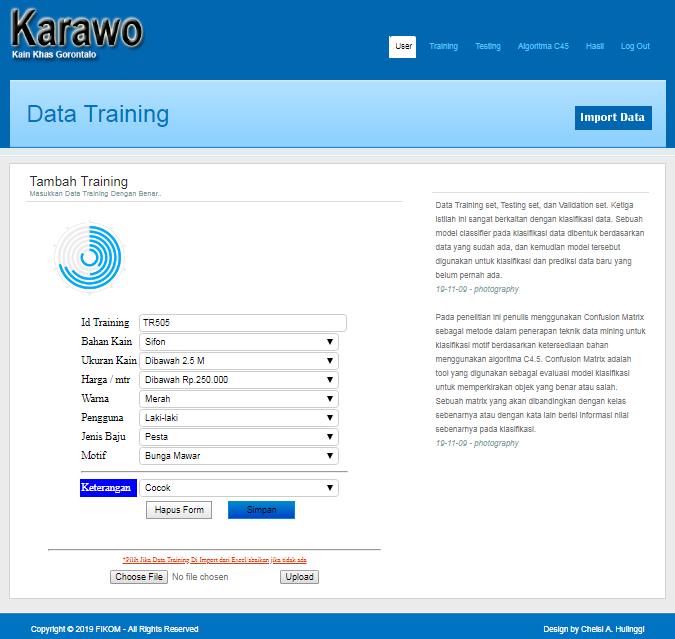 Karawo
Kain Khas Gorontalo
User Training Testing Algoritma C45 Hasil Log Out
Data Training
Import Data
Tambah Training
Masukkan Data Training Dengan Benar..
Id Training TR505
Bahan Kain Sifon
Ukuran Kain Dibawah 2.5 M
Harga / mtr Dibawah Rp.250.000
Warna Merah
Pengguna Laki-laki
Jenis Baju Pesta
Motif Bunga Mawar
Keterangan Cocok
Hapus Form Simpan
*Pilih Jika Data Training Di Import dari Excel/abaikan jika tidak ada
Choose File No file chosen Upload
Data Training set, Testing set, dan Validation set. Ketiga
istilah ini sangat berkaitan dengan klasifikasi data. Sebuah
model classifier pada klasifikasi data dibentuk berdasarkan
data yang sudah ada, dan kemudian model tersebut
digunakan untuk klasifikasi dan prediksi data baru yang
belum pernah ada.
19-11-09 - photography
Pada penelitian ini penulis menggunakan Confusion Matrix
sebagai metode dalam penerapan teknik data mining untuk
klasifikasi motif berdasarkan ketersediaan bahan
menggunakan algoritma C4.5. Confusion Matrix adalah
tool yang digunakan sebagai evaluasi model klasifikasi
untuk memperkirakan objek yang benar atau salah.
Sebuah matrix yang akan dibandingkan dengan kelas
sebenarnya atau dengan kata lain berisi informasi nilai
sebenarnya pada klasifikasi.
19-11-09 - photography
Copyright © 2019 FIKOM - All Rights Reserved
Design by Chelsi A. Hulinggi